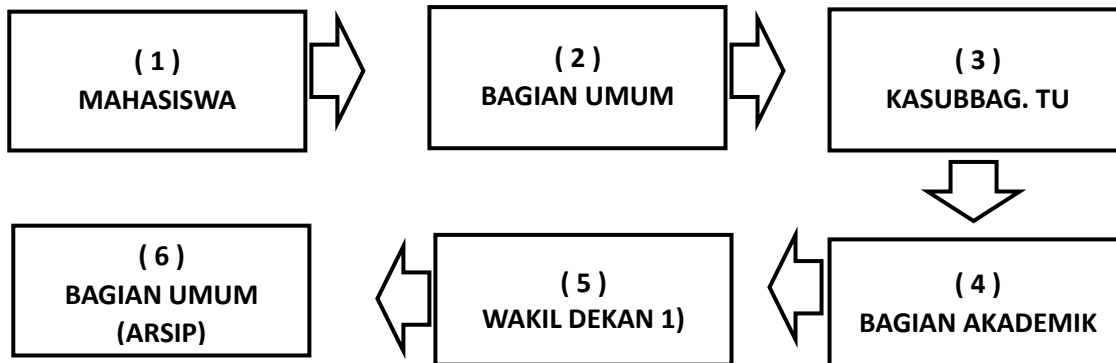 ( 1 )
MAHASISWA
( 2 )
BAGIAN UMUM
( 3 )
KASUBBAG. TU
( 4 )
BAGIAN AKADEMIK
( 5 )
WAKIL DEKAN 1)
( 6 )
BAGIAN UMUM
(ARSIP)